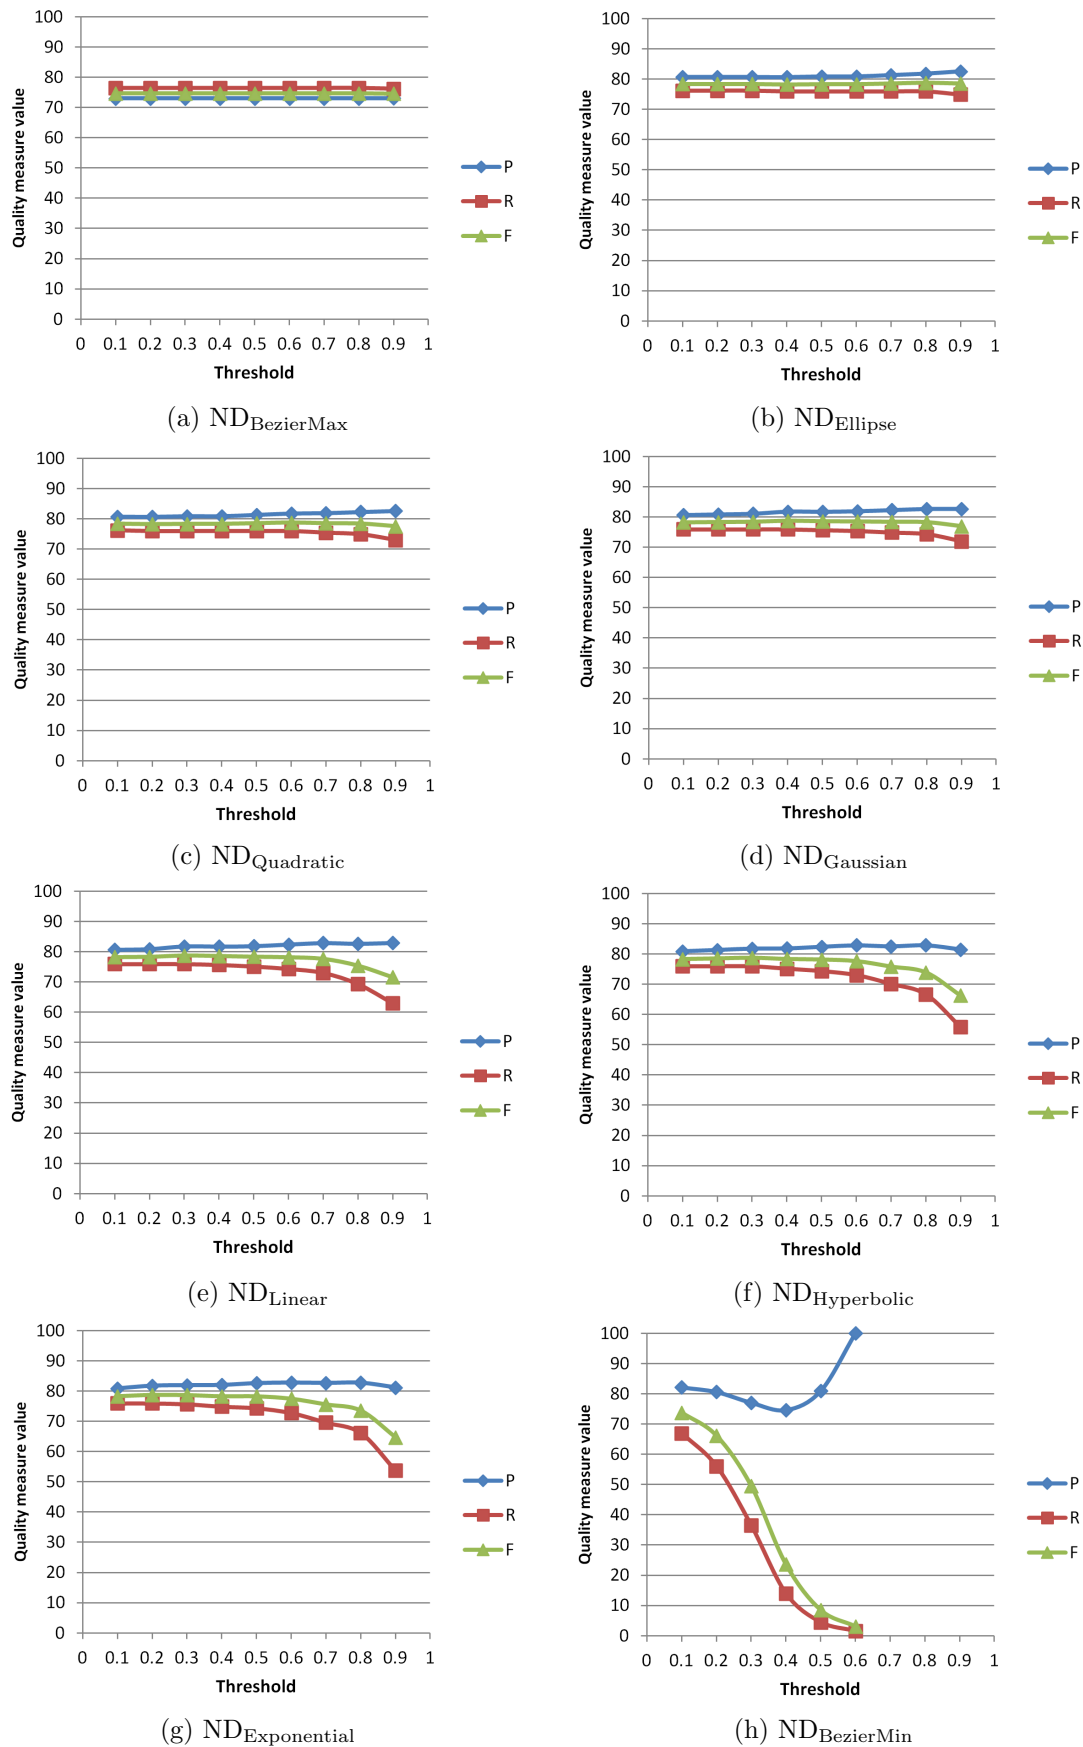 100
90
80
70
60
50
40
30
20
10
0
Quality measure value
0 0.1 0.2 0.3 0.4 0.5 0.6 0.7 0.8 0.9 1
Threshold
P
R
F
(a) ND_BezierMax
100
90
80
70
60
50
40
30
20
10
0
Quality measure value
0 0.1 0.2 0.3 0.4 0.5 0.6 0.7 0.8 0.9 1
Threshold
P
R
F
(b) ND_Ellipse
100
90
80
70
60
50
40
30
20
10
0
Quality measure value
0 0.1 0.2 0.3 0.4 0.5 0.6 0.7 0.8 0.9 1
Threshold
P
R
F
(c) ND_Quadratic
100
90
80
70
60
50
40
30
20
10
0
Quality measure value
0 0.1 0.2 0.3 0.4 0.5 0.6 0.7 0.8 0.9 1
Threshold
P
R
F
(d) ND_Gaussian
100
90
80
70
60
50
40
30
20
10
0
Quality measure value
0 0.1 0.2 0.3 0.4 0.5 0.6 0.7 0.8 0.9 1
Threshold
P
R
F
(e) ND_Linear
100
90
80
70
60
50
40
30
20
10
0
Quality measure value
0 0.1 0.2 0.3 0.4 0.5 0.6 0.7 0.8 0.9 1
Threshold
P
R
F
(f) ND_Hyperbolic
100
90
80
70
60
50
40
30
20
10
0
Quality measure value
0 0.1 0.2 0.3 0.4 0.5 0.6 0.7 0.8 0.9 1
Threshold
P
R
F
(g) ND_Exponential
100
90
80
70
60
50
40
30
20
10
0
Quality measure value
0 0.1 0.2 0.3 0.4 0.5 0.6 0.7 0.8 0.9 1
Threshold
P
R
F
(h) ND_BezierMin